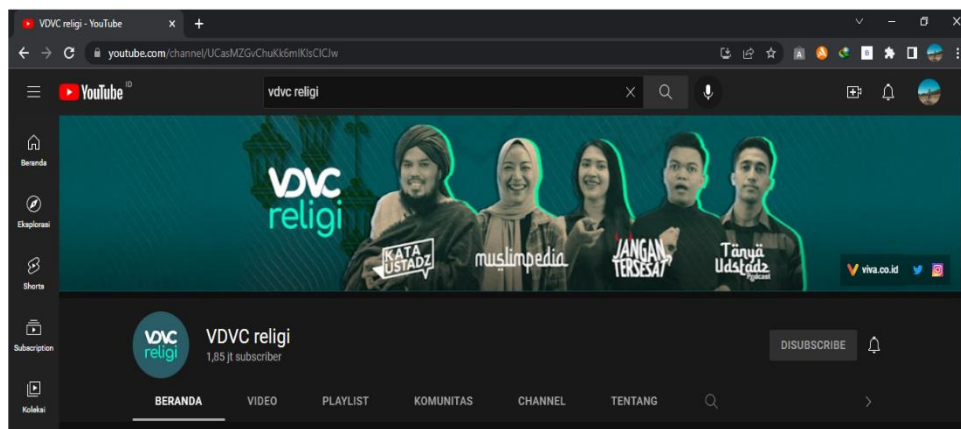 VDVC religi - YouTube
youtube.com/channel/UCasMZGvChuKk6mIKIsCICJw
YouTube ID
vdvc religi
Beranda
Eksplorasi
Shorts
Subscription
Koleksi
VDVC
religi
KATA
USTADZ
muslimpedia
JANGAN
TERSESAT
Tanya
Udstadz
Podcast
viva.co.id
VDVC
religi
VDVC religi
1,85 jt subscriber
DISUBSCRIBE
BERANDA VIDEO PLAYLIST KOMUNITAS CHANNEL TENTANG